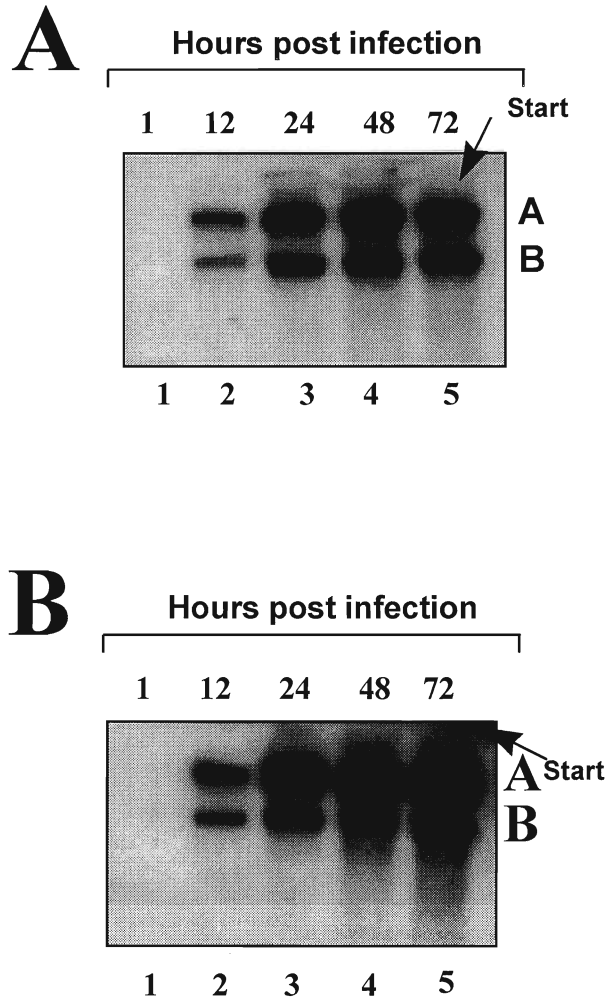 A
Hours post infection
1 12 24 48 72
Start
A
B
1 2 3 4 5
B
Hours post infection
1 12 24 48 72
A Start
B
1 2 3 4 5